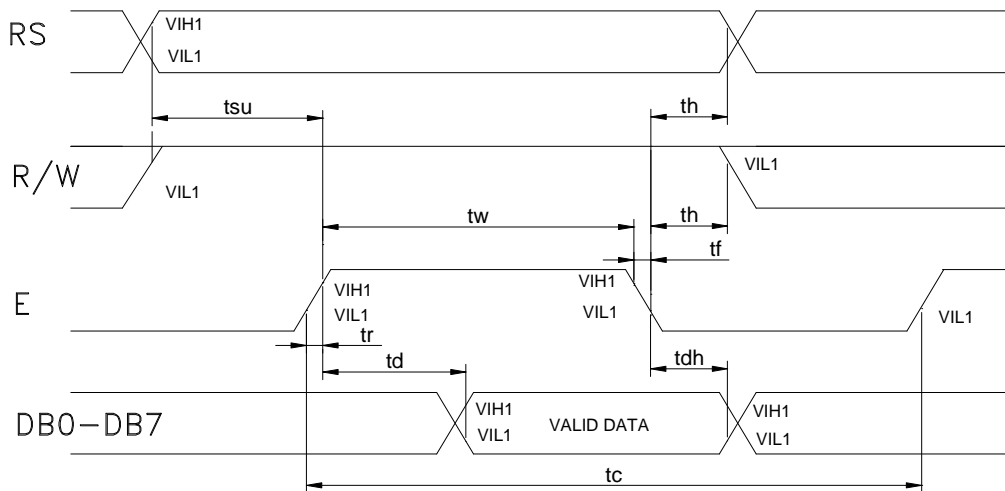 RS
VIH1
VIL1
tsu
th
R/W
VIL1
VIL1
tw
th
tf
E
VIH1
VIL1
VIH1
VIL1
VIL1
tr
td
tdh
DB0-DB7
VIH1
VIL1
VALID DATA
VIH1
VIL1
tc